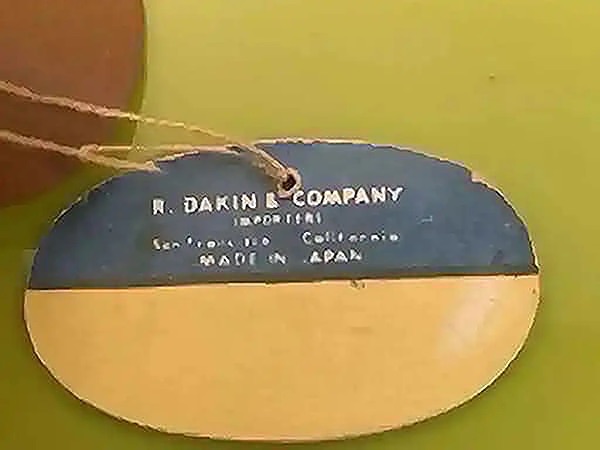 R. DAKIN & COMPANY
IMPORTERS
San Francisco California
MADE IN JAPAN